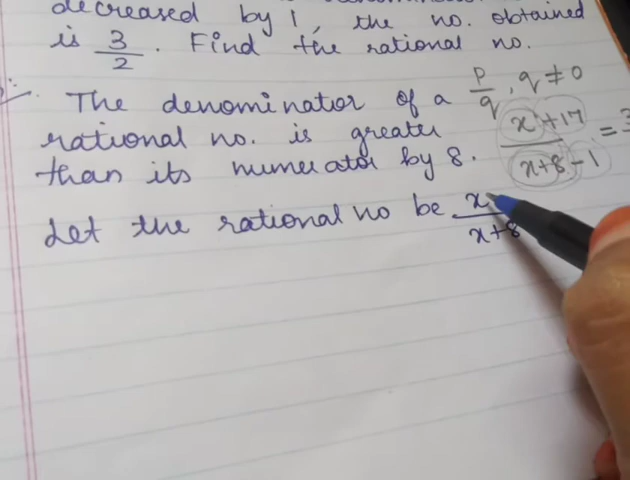 decreased by 1, the no. obtained
is 3/2. Find the rational no.
The denominator of a p/q, q ≠ 0
rational no. is greater
than its numerator by 8.
x+17/x+8-1 = 3
Let the rational no be x/x+8